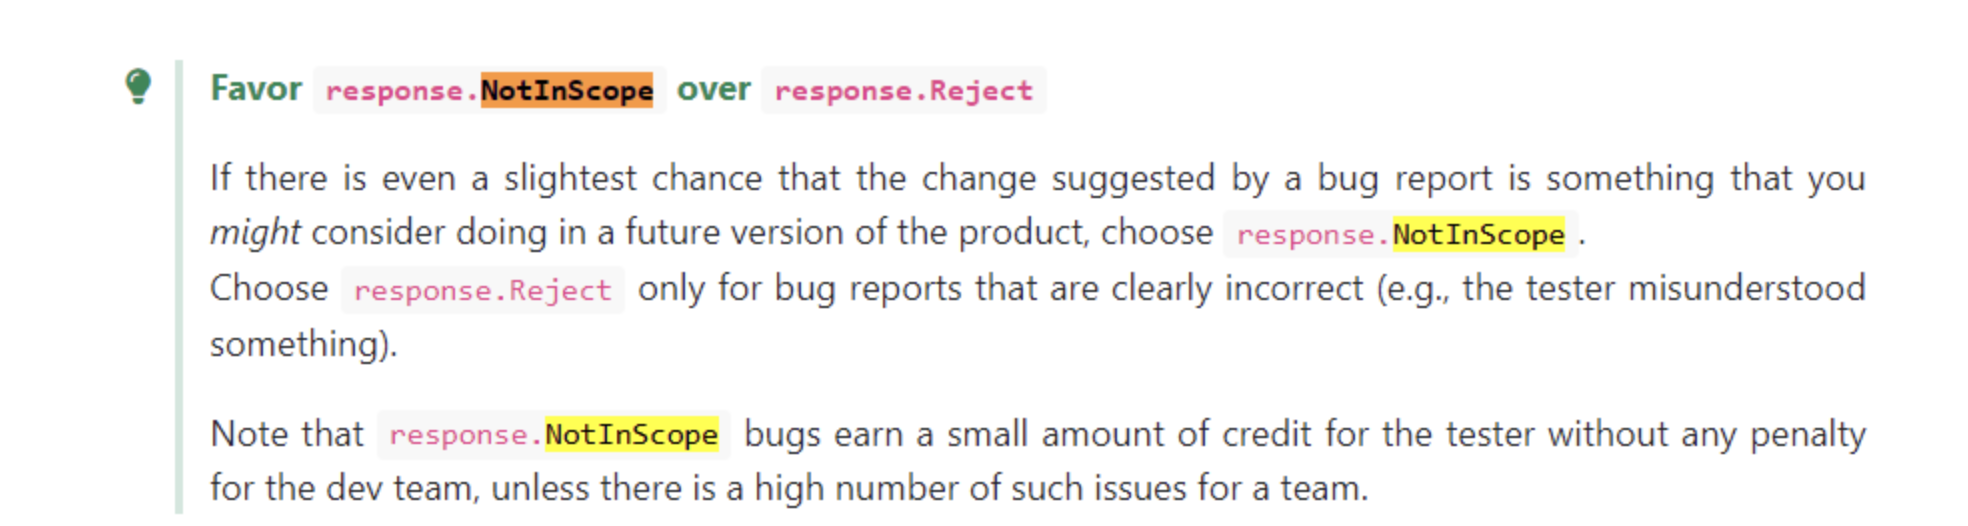 Favor response.NotInScope over response.Reject
If there is even a slightest chance that the change suggested by a bug report is something that you
might consider doing in a future version of the product, choose response.NotInScope .
Choose response.Reject only for bug reports that are clearly incorrect (e.g., the tester misunderstood
something).
Note that response.NotInScope bugs earn a small amount of credit for the tester without any penalty
for the dev team, unless there is a high number of such issues for a team.